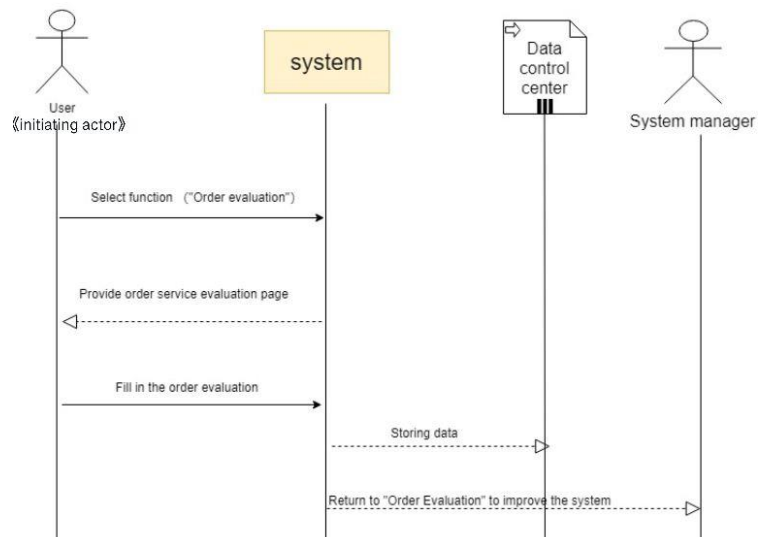 User
《initiating actor》
system
Data
control
center
System manager
Select function ("Order evaluation")
Provide order service evaluation page
Fill in the order evaluation
Storing data
Return to "Order Evaluation" to improve the system